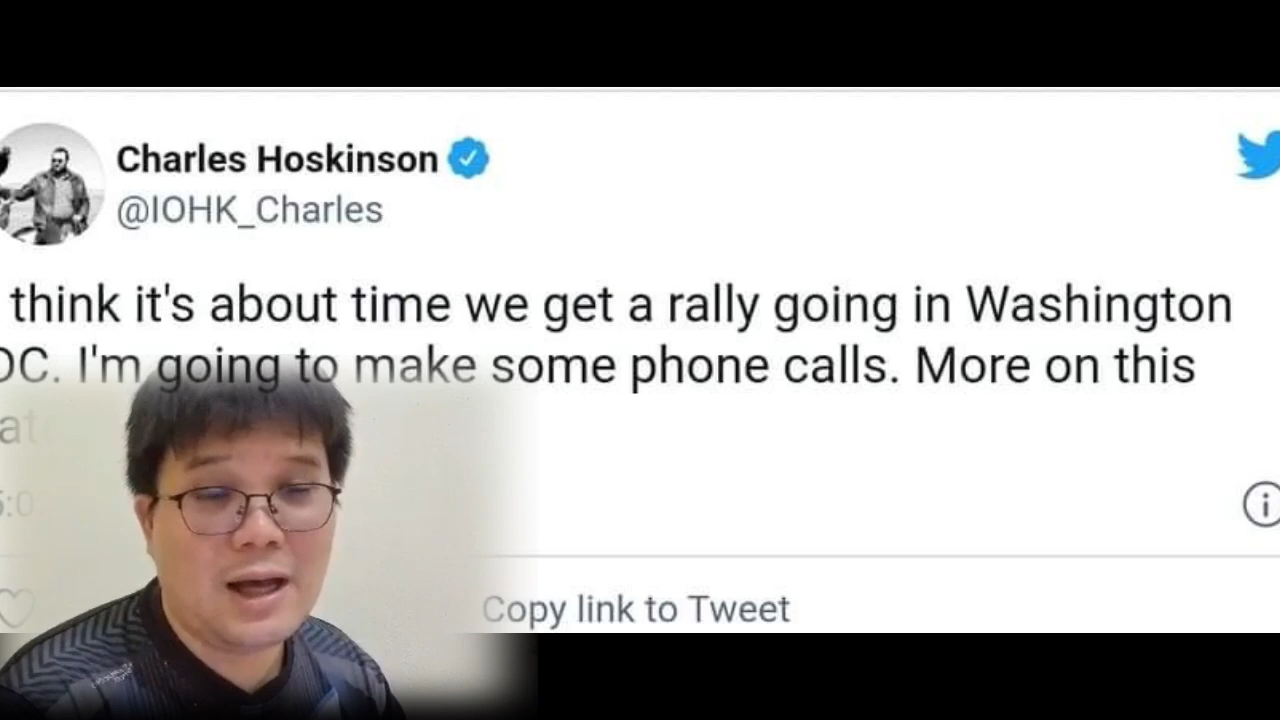 Charles Hoskinson
@IOHK_Charles
think it's about time we get a rally going in Washington
DC. I'm going to make some phone calls. More on this
Copy link to Tweet